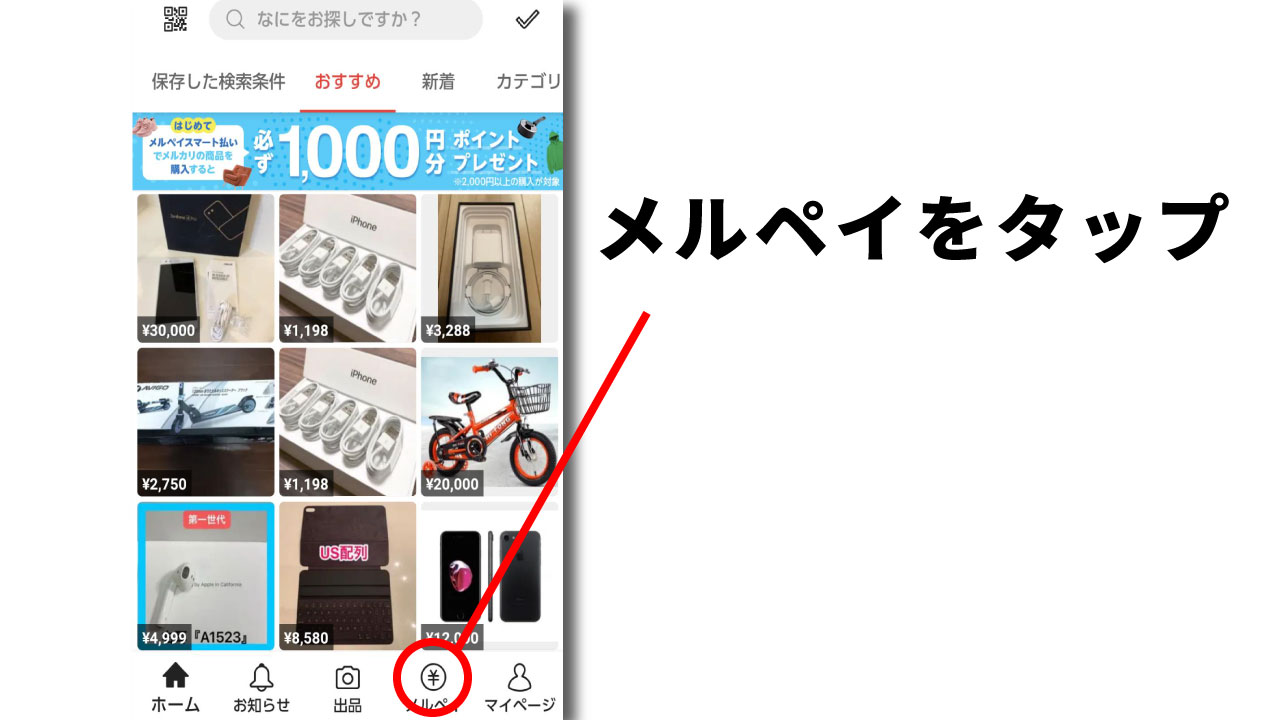 なにをお探しですか？
保存した検索条件 おすすめ 新着 カテゴリ
はじめて
メルペイスマート払い
でメルカリの商品を
購入すると
必ず
1,000
円分
ポイント
プレゼント
※2,000円以上の購入が対象
メルペイをタップ
iPhone
¥30,000
¥1,198
¥3,288
AVIGO
iPhone
¥2,750
¥1,198
¥20,000
第一世代
by Apple in California
『A1523』
US配列
¥4,999
¥8,580
¥12,000
ホーム お知らせ 出品 メルペイ マイページ